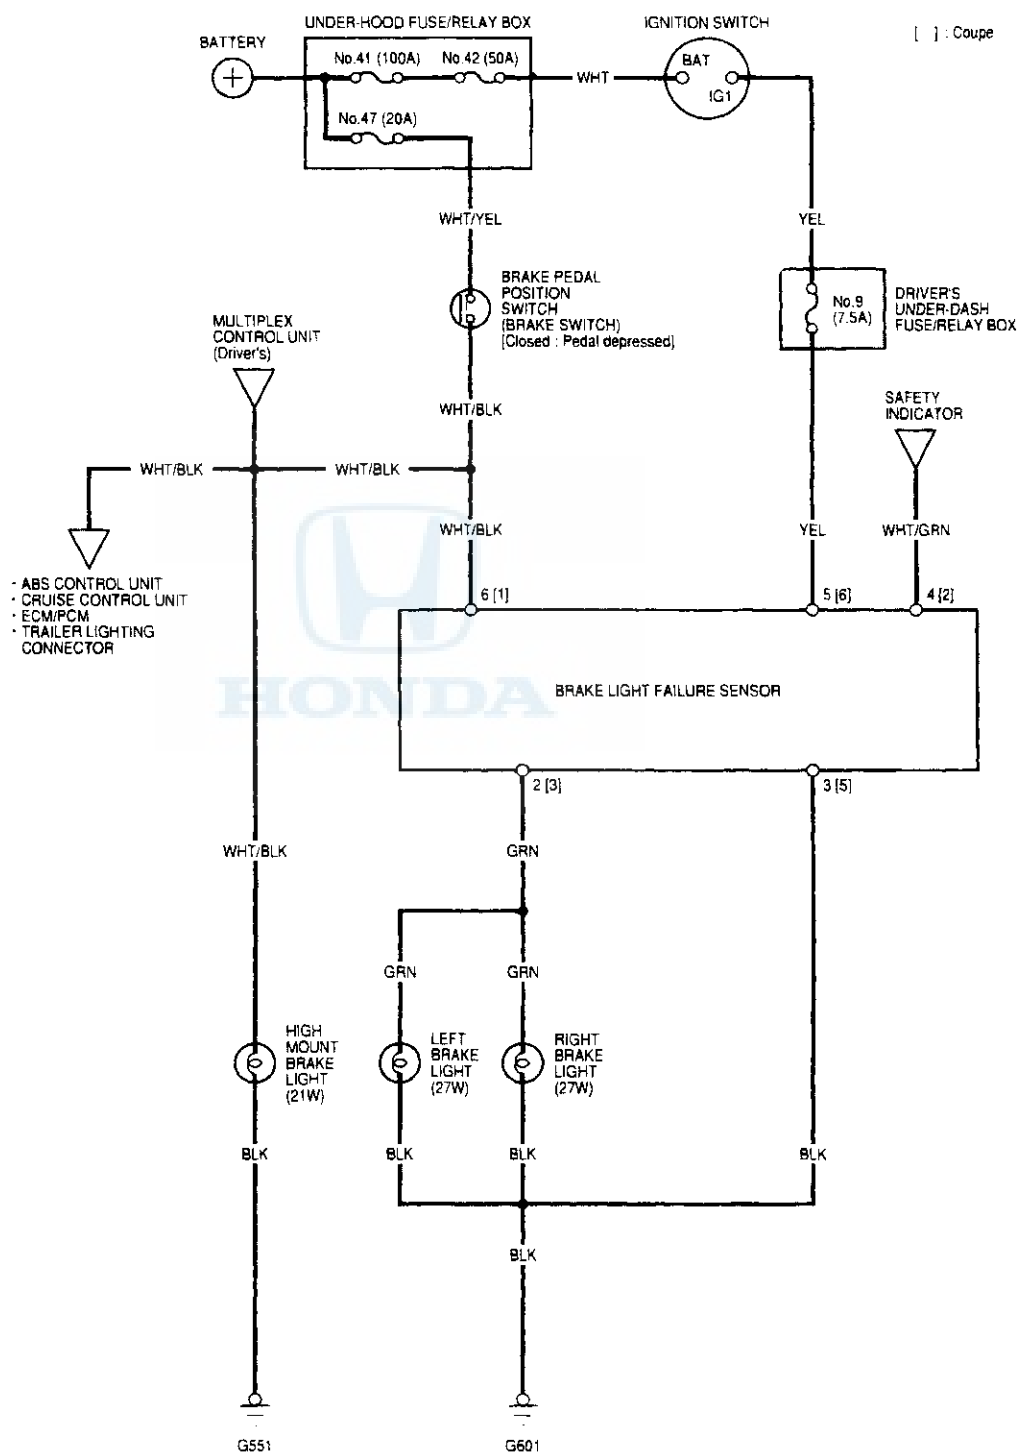 UNDER-HOOD FUSE/RELAY BOX
IGNITION SWITCH
[ ] : Coupe
BATTERY
No.41 (100A)
No.42 (50A)
WHT
BAT
IG1
No.47 (20A)
WHT/YEL
YEL
BRAKE PEDAL
POSITION
SWITCH
(BRAKE SWITCH)
[Closed : Pedal depressed]
No.9
(7.5A)
DRIVER'S
UNDER-DASH
FUSE/RELAY BOX
MULTIPLEX
CONTROL UNIT
(Driver's)
WHT/BLK
SAFETY
INDICATOR
WHT/BLK
WHT/BLK
WHT/BLK
YEL
WHT/GRN
· ABS CONTROL UNIT
· CRUISE CONTROL UNIT
· ECM/PCM
· TRAILER LIGHTING
CONNECTOR
6 [1]
5 [6]
4 [2]
BRAKE LIGHT FAILURE SENSOR
HONDA
2 [3]
3 [5]
WHT/BLK
GRN
GRN
GRN
HIGH
MOUNT
BRAKE
LIGHT
(21W)
LEFT
BRAKE
LIGHT
(27W)
RIGHT
BRAKE
LIGHT
(27W)
BLK
BLK
BLK
BLK
BLK
G551
G601